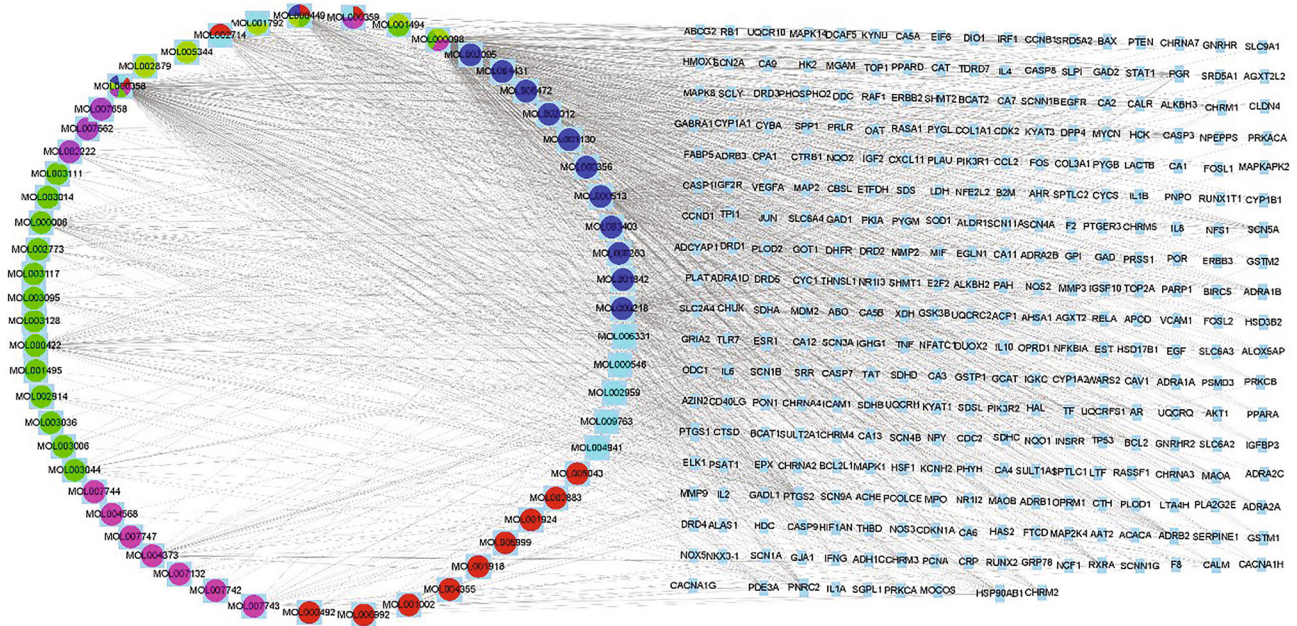 MOL000449
MOL000359
MOL001494
MOL001792
MOL002714
MOL000098
MOL005344
MOL002879
MOL000358
MOL007658
MOL007662
MOL002222
MOL003111
MOL003014
MOL000006
MOL002773
MOL003117
MOL003095
MOL003128
MOL000422
MOL001495
MOL002914
MOL003036
MOL003006
MOL003044
MOL007744
MOL004568
MOL007747
MOL004373
MOL007132
MOL007742
MOL007743
MOL000492
MOL000992
MOL001002
MOL004355
MOL001918
MOL005999
MOL001924
MOL002883
MOL005043
MOL004941
MOL009763
MOL002959
MOL000546
MOL006331
ABCG2 RB1 UQCR10 MAPK14 DCAF5 KYNU CA5A EIF6 DIO1 IRF1 CCNB1 SRD5A2 BAX PTEN CHRNA7 GNRHR SLC9A1
HMOX1 SCN2A CA9 HK2 MGAM TOP1 PPARD CAT TDRD7 IL4 CASP8 SLPI GAD2 STAT1 PGR SRD5A1 AGXT2L2
MAPK8 SCLY DRD3 PHOSPHO2 DDC RAF1 ERBB2 SHMT2 BCAT2 CA7 SCNN1B EGFR CA2 CALR ALKBH3 CHRM1 CLDN4
GABRA1 CYP1A1 CYBA SPP1 PRLR OAT RASA1 PYGL COL1A1 CDK2 KYAT3 DPP4 MYCN HCK CASP3 NPEPPS PRKACA
FABP5 ADRB3 CPA1 CTRB1 NQO2 IGF2 CXCL11 PLAU PIK3R1 CCL2 FOS COL3A1 PYGB LACTB CA1 FOSL1 MAPKAPK2
CASP1 IGF2R VEGFA MAP2 CBSL ETFDH SDS LDH NFE2L2 B2M AHR SPTLC2 CYCS IL1B PNPO RUNX1T1 CYP1B1
CCND1 TPI1 JUN SLC6A4 GAD1 PKIA PYGM SOD1 ALDR1 SCN11A SCN4A F2 PTGER3 CHRM5 IL8 NFS1 SCN5A
ADCYAP1 DRD1 PLOD2 GOT1 DHFR DRD2 MMP2 MIF EGLN1 CA11 ADRA2B GPI GAD PRSS1 POR ERBB3 GSTM2
PLAT ADRA1D DRD5 CYC1 THNSL1 NR1I3 SHMT1 E2F2 ALKBH2 PAH NOS2 MMP3 IGSF10 TOP2A PARP1 BIRC5 ADRA1B
SLC2A4 CHUK SDHA MDM2 ABO CA5B XDH GSK3B UQCRC2 ACP1 AHSA1 AGXT2 RELA APOD VCAM1 FOSL2 HSD3B2
GRIA2 TLR7 ESR1 CA12 SCN3A IGHG1 TNF NFATC1 DUOX2 IL10 OPRD1 NFKBIA EST HSD17B1 EGF SLC6A3 ALOX5AP
ODC1 IL6 SCN1B SRR CASP7 TAT SDHD CA3 GSTP1 GCAT IGKC CYP1A2 WARS2 CAV1 ADRA1A PSMD3 PRKCB
AZIN2 CD40LG PON1 CHRNA4 ICAM1 SDHB UQCRH KYAT1 SDSL PIK3R2 HAL TF UQCRFS1 AR UQCRQ AKT1 PPARA
PTGS1 CTSD BCAT1 SULT2A1 CHRM4 CA13 SCN4B NPY CDC2 SDHC NQO1 INSRR TP53 BCL2 GNRHR2 SLC6A2 IGFBP3
ELK1 PSAT1 EPX CHRNA2 BCL2L1 MAPK1 HSF1 KCNH2 PHYH CA4 SPTLC1 LTF RASSF1 CHRNA3 MAOA ADRA2C
MMP9 IL2 GADL1 PTGS2 SCN9A ACHE PCOLCE MPO NR1I2 MAOB ADRB1 OPRM1 CTH PLOD1 LTA4H PLA2G2E ADRA2A
DRD4 ALAS1 HDC CASP9 HIF1AN THBD NOS3 CDKN1A CA6 HAS2 FTCD MAP2K4 AAT2 ACACA ADRB2 SERPINE1 GSTM1
NOX5 NKX3-1 SCN1A GJA1 IFNG ADH1C CHRM3 PCNA CRP RUNX2 GRP78 NCF1 RXRA SCNN1G F8 CALM CACNA1H
CACNA1G PDE3A PNRC2 IL1A SGPL1 PRKCA MOCOS HSP90AB1 CHRM2